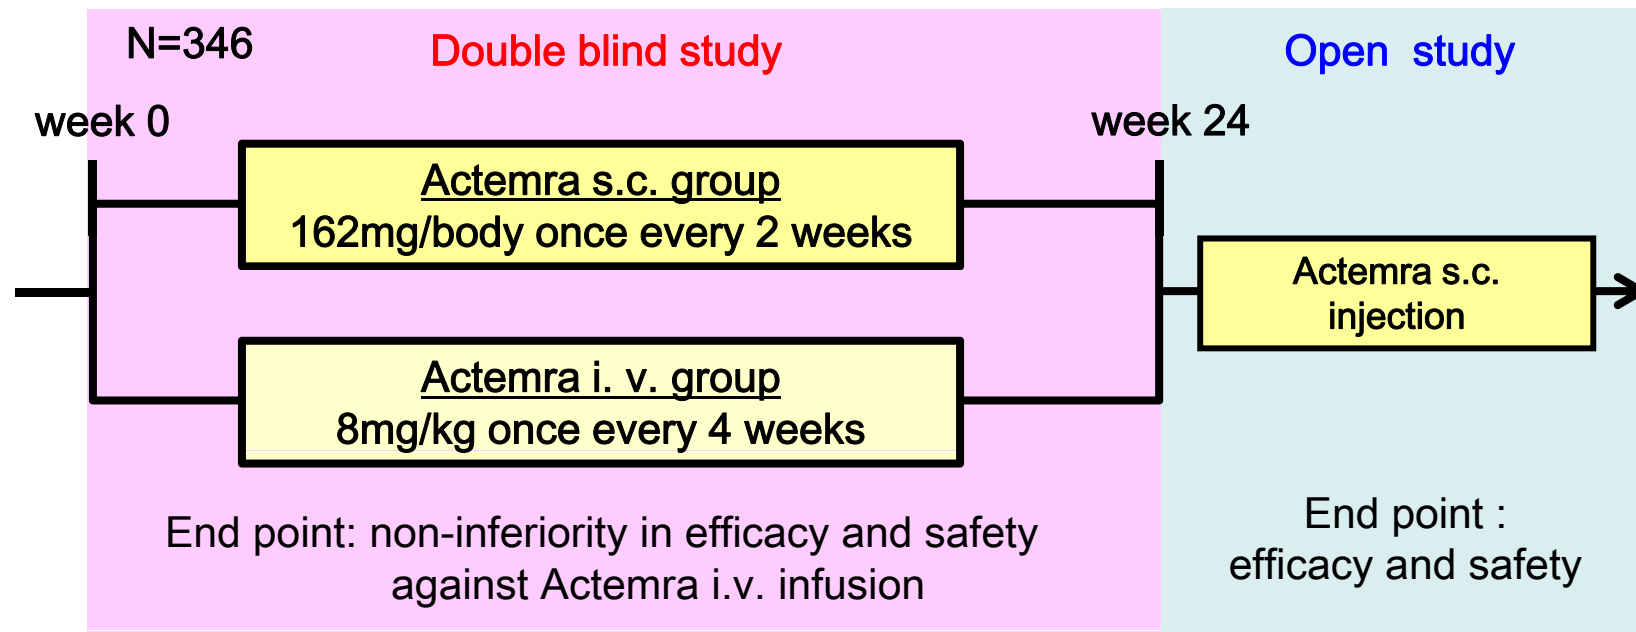 N=346
Double blind study
Open study
week 0
week 24
Actemra s.c. group
162mg/body once every 2 weeks
Actemra s.c.
injection
Actemra i. v. group
8mg/kg once every 4 weeks
End point: non-inferiority in efficacy and safety
against Actemra i.v. infusion
End point :
efficacy and safety